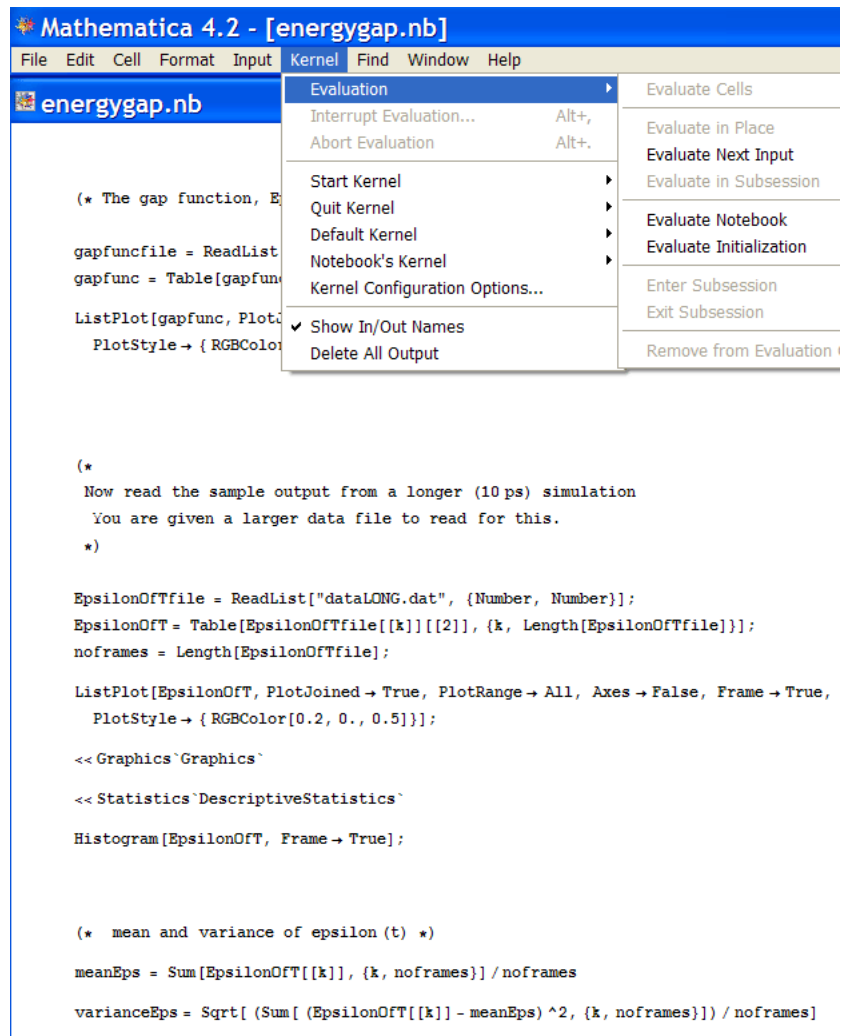 Mathematica 4.2 - [energygap.nb]
File Edit Cell Format Input Kernel Find Window Help
energygap.nb
Evaluation
Interrupt Evaluation... Alt+,
Abort Evaluation Alt+.
Start Kernel
Quit Kernel
Default Kernel
Notebook's Kernel
Kernel Configuration Options...
Show In/Out Names
Delete All Output
Evaluate Cells
Evaluate in Place
Evaluate Next Input
Evaluate in Subsession
Evaluate Notebook
Evaluate Initialization
Enter Subsession
Exit Subsession
Remove from Evaluation
(* The gap function,
gapfuncfile = ReadList
gapfunc = Table[gapfunc
ListPlot[gapfunc, PlotJ
PlotStyle → { RGBColor
(*
Now read the sample output from a longer (10 ps) simulation
You are given a larger data file to read for this.
*)
EpsilonOfTfile = ReadList["dataLONG.dat", {Number, Number}];
EpsilonOfT = Table[EpsilonOfTfile[[k]][[2]], {k, Length[EpsilonOfTfile]}];
noframes = Length[EpsilonOfTfile];
ListPlot[EpsilonOfT, PlotJoined → True, PlotRange → All, Axes → False, Frame → True,
PlotStyle → { RGBColor[0.2, 0., 0.5]}];
<< Graphics`Graphics`
<< Statistics`DescriptiveStatistics`
Histogram[EpsilonOfT, Frame → True];
(* mean and variance of epsilon (t) *)
meanEps = Sum[EpsilonOfT[[k]], {k, noframes}] / noframes
varianceEps = Sqrt[ (Sum[ (EpsilonOfT[[k]] - meanEps) ^2, {k, noframes}]) / noframes]